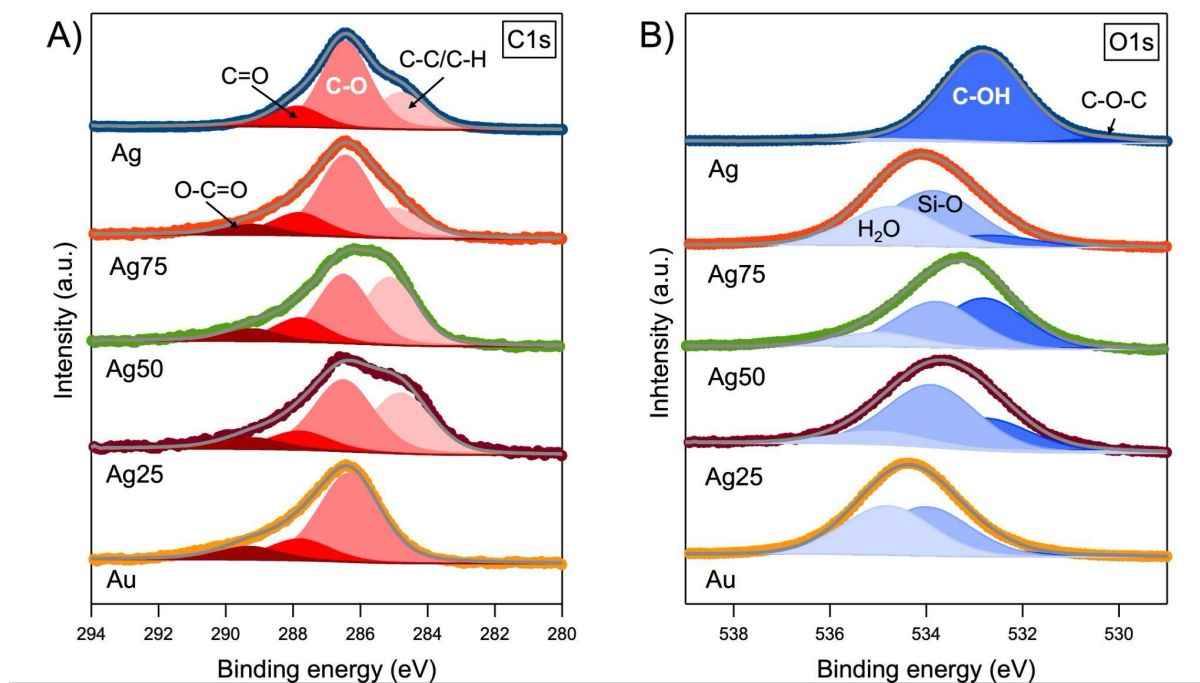 A)
C1s
C=O
C-O
C-C/C-H
Ag
O-C=O
Ag75
Ag50
Ag25
Au
Intensity (a.u.)
294 292 290 288 286 284 282 280
Binding energy (eV)
B)
O1s
C-OH
C-O-C
Ag
Si-O
H₂O
Ag75
Ag50
Ag25
Au
Inhtensity (a.u.)
538 536 534 532 530
Binding energy (eV)